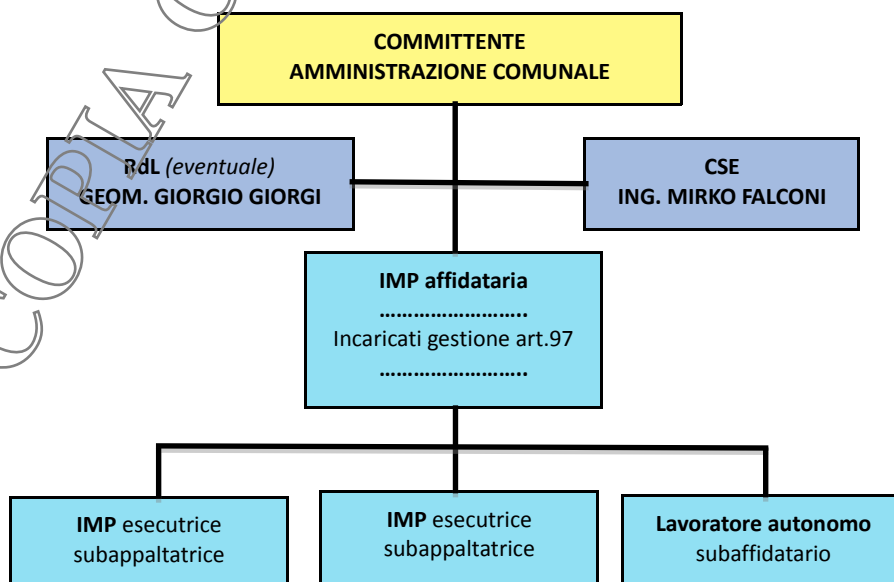 COMMITTENTE
AMMINISTRAZIONE COMUNALE
RdL (eventuale)
GEOM. GIORGIO GIORGI
CSE
ING. MIRKO FALCONI
IMP affidataria
……………………..
Incaricati gestione art.97
……………………..
IMP esecutrice
subappaltatrice
IMP esecutrice
subappaltatrice
Lavoratore autonomo
subaffidatario
COPIA